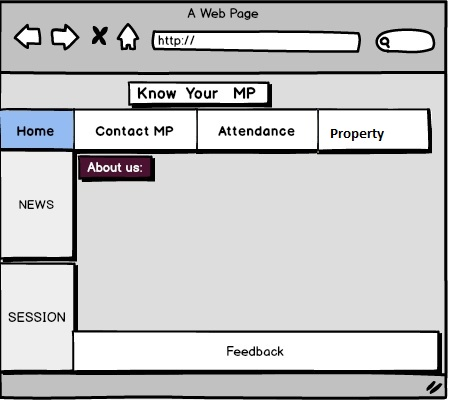 A Web Page
http://
Know Your MP
Home
Contact MP
Attendance
Property
About us:
NEWS
SESSION
Feedback